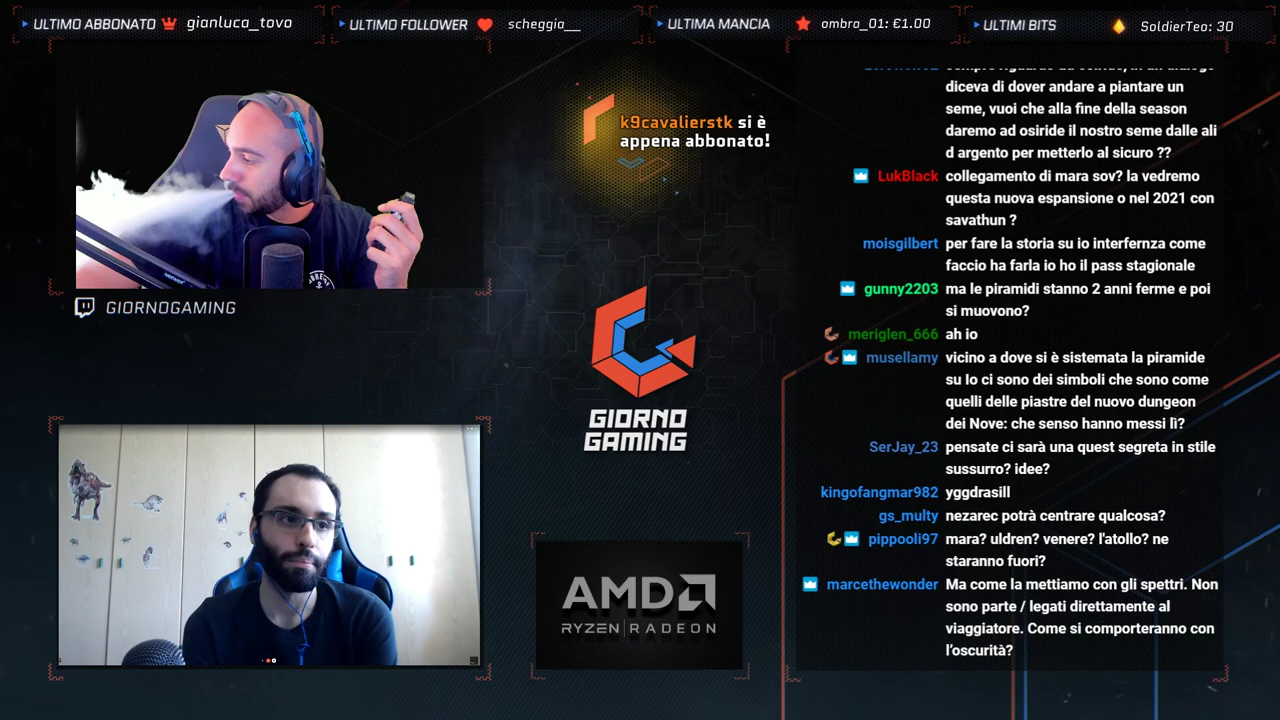 ULTIMO ABBONATO gianluca_tovo
ULTIMO FOLLOWER scheggia__
ULTIMA MANCIA ombra_01: €1.00
ULTIMI BITS SoldierTea: 30
k9cavalierstk si è
appena abbonato!
GIORNOGAMING
GIORNO
GAMING
AMD
RYZEN RADEON
diceva di dover andare a piantare un
seme, vuoi che alla fine della season
daremo ad osiride il nostro seme dalle ali
d argento per metterlo al sicuro ??
LukBlack collegamento di mara sov? la vedremo
questa nuova espansione o nel 2021 con
savathun ?
moisgilbert per fare la storia su io interfernza come
faccio ha farla io ho il pass stagionale
gunny2203 ma le piramidi stanno 2 anni ferme e poi
si muovono?
meriglen_666 ah io
musellamy vicino a dove si è sistemata la piramide
su Io ci sono dei simboli che sono come
quelli delle piastre del nuovo dungeon
dei Nove: che senso hanno messi lì?
SerJay_23 pensate ci sarà una quest segreta in stile
sussurro? idee?
kingofangmar982 yggdrasill
gs_multy nezarec potrà centrare qualcosa?
pippooli97 mara? uldren? venere? l'atollo? ne
staranno fuori?
marcethewonder Ma come la mettiamo con gli spettri. Non
sono parte / legati direttamente al
viaggiatore. Come si comporteranno con
l'oscurità?